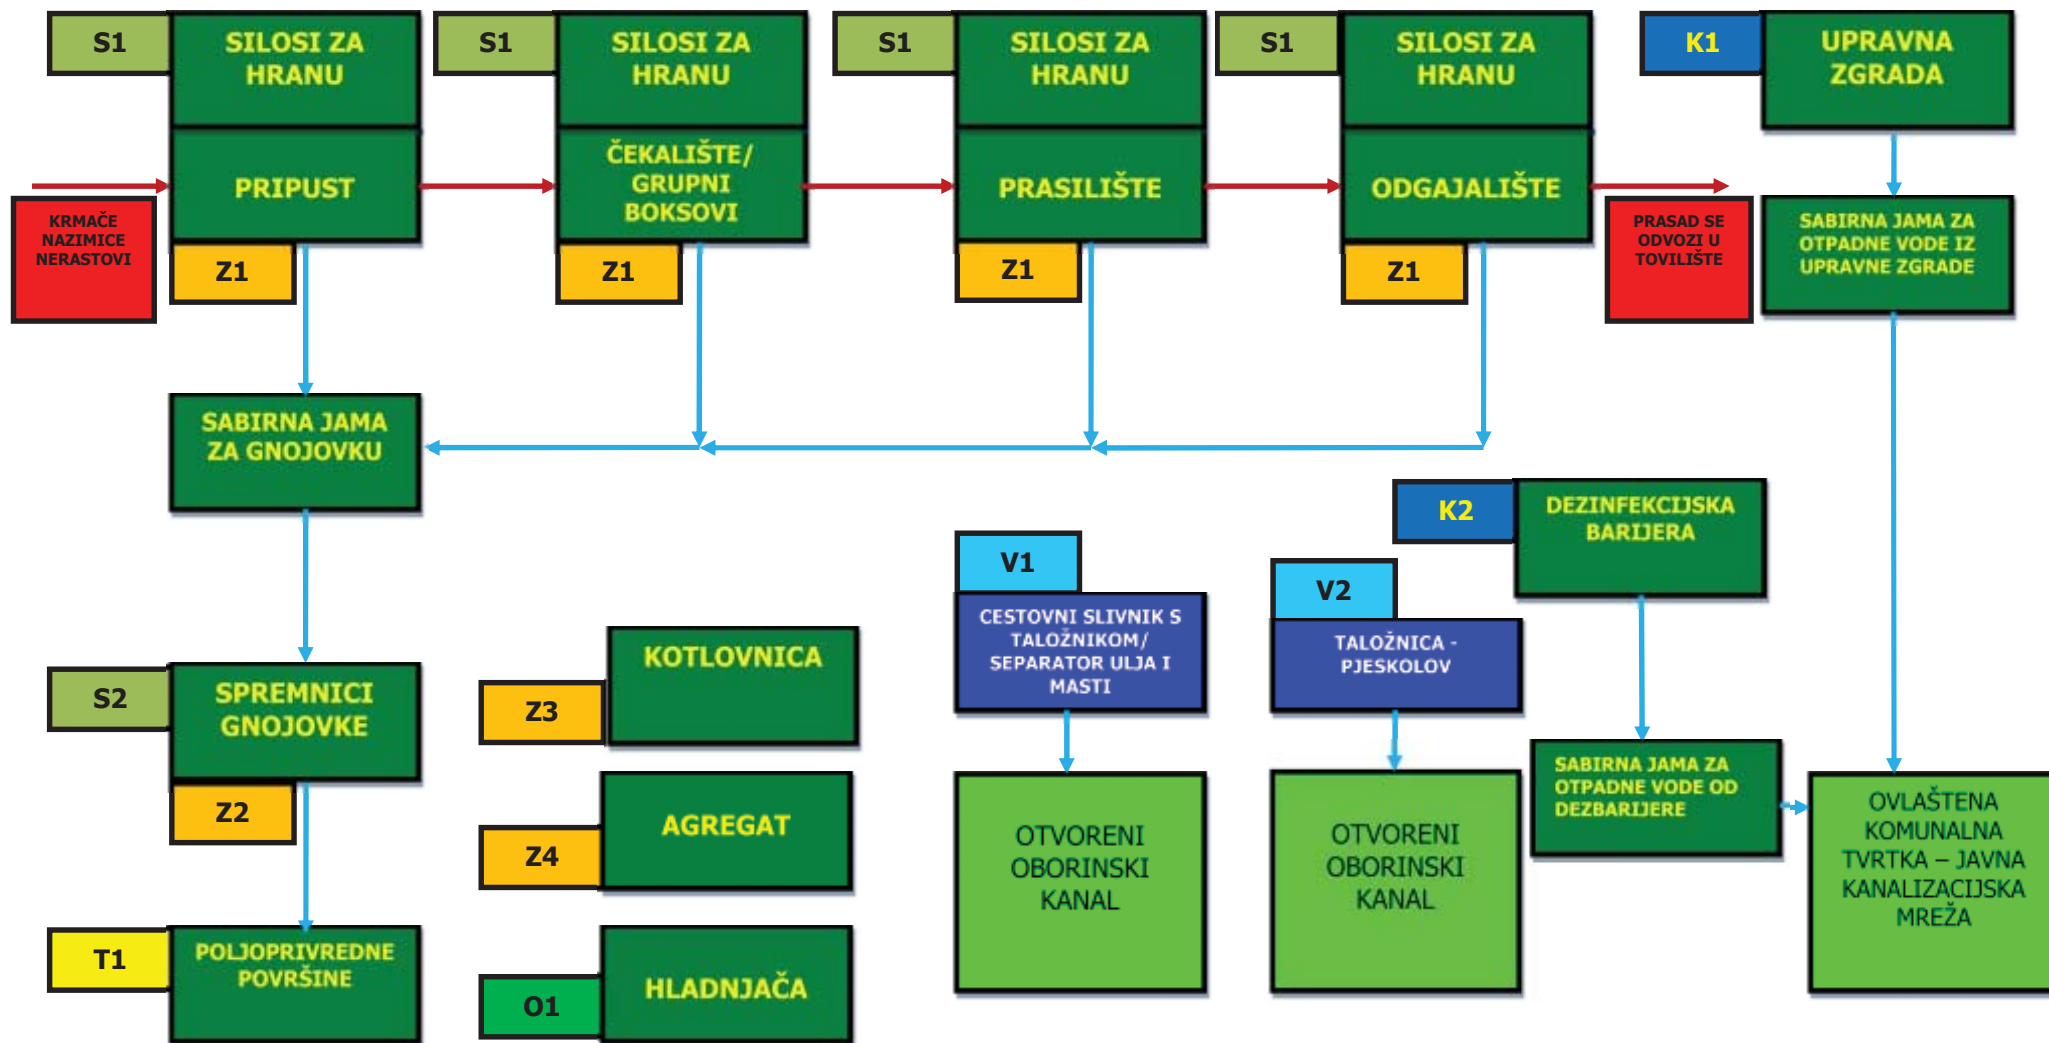 S1
SILOSI ZA
HRANU
S1
SILOSI ZA
HRANU
S1
SILOSI ZA
HRANU
S1
SILOSI ZA
HRANU
K1
UPRAVNA
ZGRADA
KRMAČE
NAZIMICE
NERASTOVI
PRIPUST
Z1
ČEKALIŠTE/
GRUPNI
BOKSOVI
Z1
PRASILIŠTE
Z1
ODGAJALIŠTE
Z1
PRASAD SE
ODVOZI U
TOVILIŠTE
SABIRNA JAMA ZA
OTPADNE VODE IZ
UPRAVNE ZGRADE
SABIRNA JAMA
ZA GNOJOVKU
K2
DEZINFEKCIJSKA
BARIJERA
V1
CESTOVNI SLIVNIK S
TALOŽNIKOM/
SEPARATOR ULJA I
MASTI
V2
TALOŽNICA -
PJESKOLOV
S2
SPREMNICI
GNOJOVKE
Z2
KOTLOVNICA
Z3
AGREGAT
Z4
OTVORENI
OBORINSKI
KANAL
OTVORENI
OBORINSKI
KANAL
SABIRNA JAMA ZA
OTPADNE VODE OD
DEZBARIJERE
OVLAŠTENA
KOMUNALNA
TVRTKA – JAVNA
KANALIZACIJSKA
MREŽA
T1
POLJOPRIVREDNE
POVRŠINE
O1
HLADNJAČA